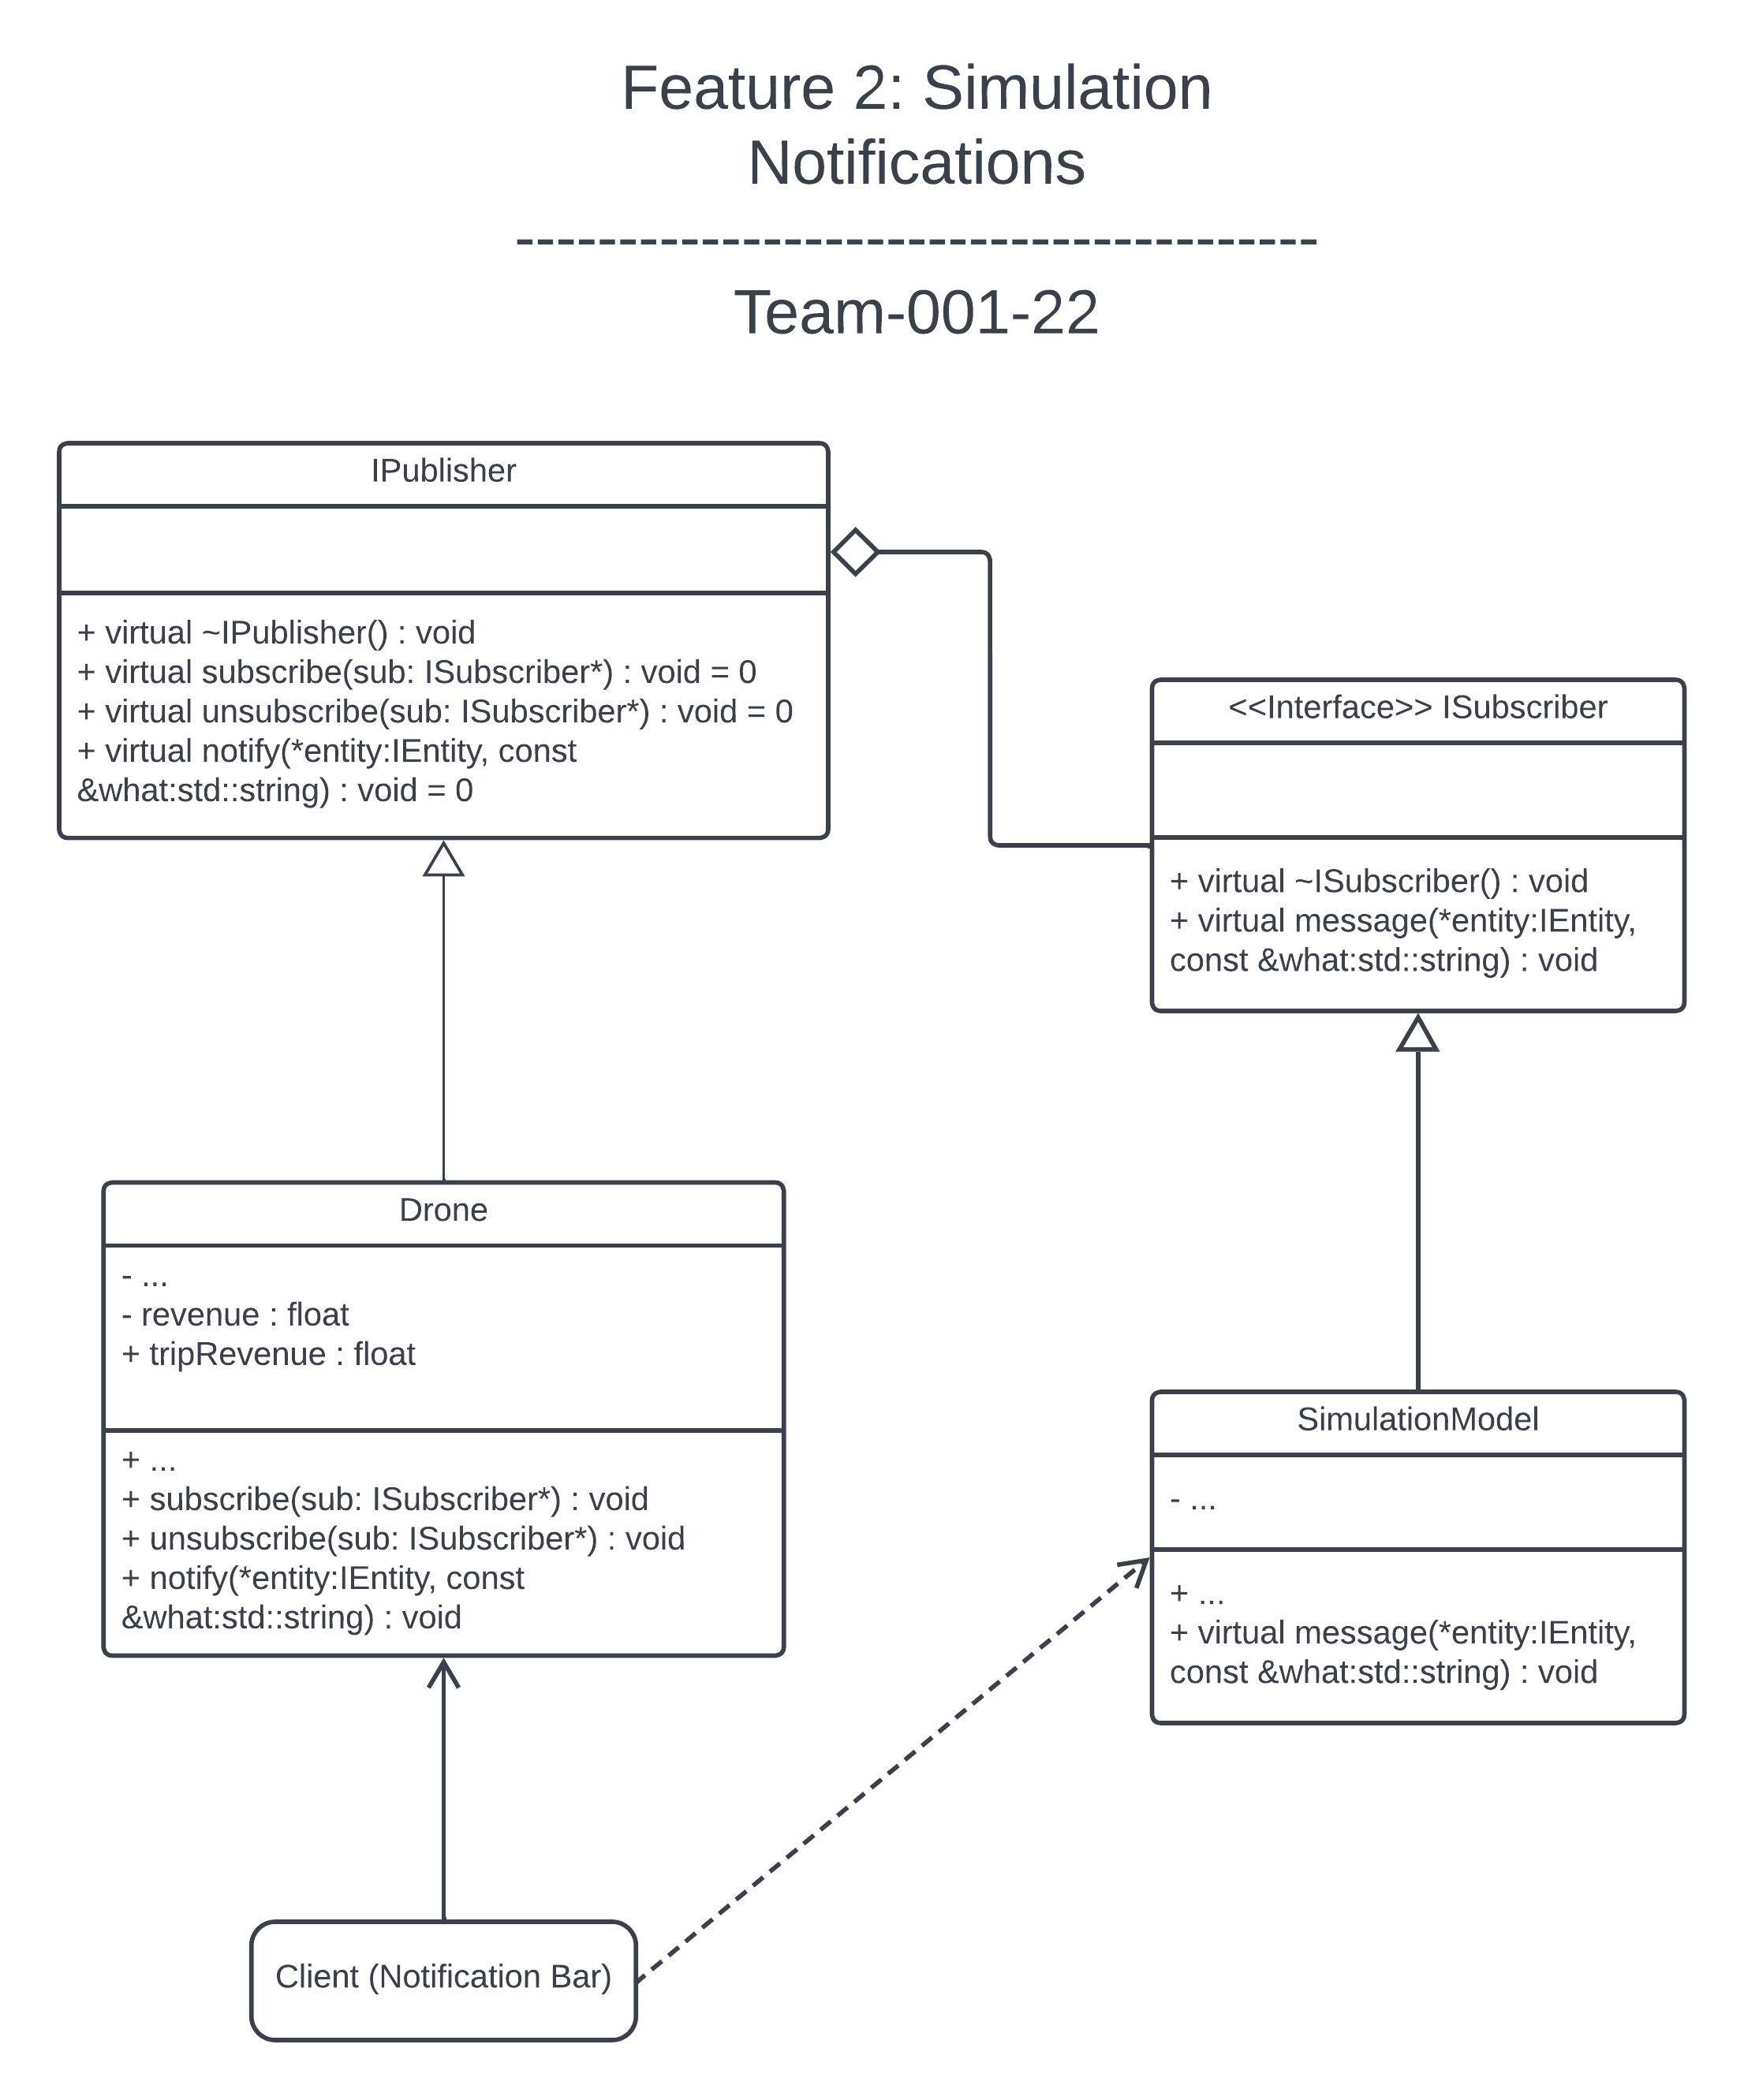 Feature 2: Simulation
Notifications
---------------------------------------
Team-001-22
IPublisher
+ virtual ~IPublisher() : void
+ virtual subscribe(sub: ISubscriber*) : void = 0
+ virtual unsubscribe(sub: ISubscriber*) : void = 0
+ virtual notify(*entity:IEntity, const
&what:std::string) : void = 0
<<Interface>> ISubscriber
+ virtual ~ISubscriber() : void
+ virtual message(*entity:IEntity,
const &what:std::string) : void
Drone
- ...
- revenue : float
+ tripRevenue : float
+ ...
+ subscribe(sub: ISubscriber*) : void
+ unsubscribe(sub: ISubscriber*) : void
+ notify(*entity:IEntity, const
&what:std::string) : void
SimulationModel
- ...
+ ...
+ virtual message(*entity:IEntity,
const &what:std::string) : void
Client (Notification Bar)